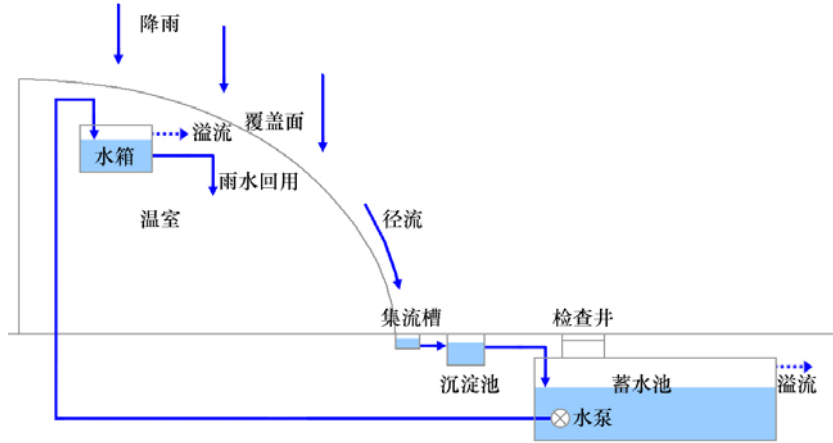 降雨
覆盖面
溢流
水箱
雨水回用
温室
径流
集流槽
检查井
沉淀池
蓄水池
溢流
水泵